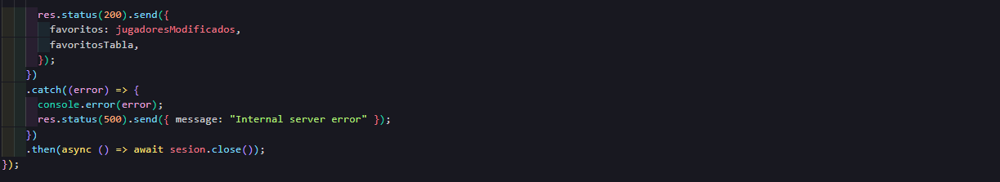 res.status(200).send({
favoritos: jugadoresModificados,
favoritosTabla,
});
})
.catch((error) => {
console.error(error);
res.status(500).send({ message: "Internal server error" });
})
.then(async () => await sesion.close());
});